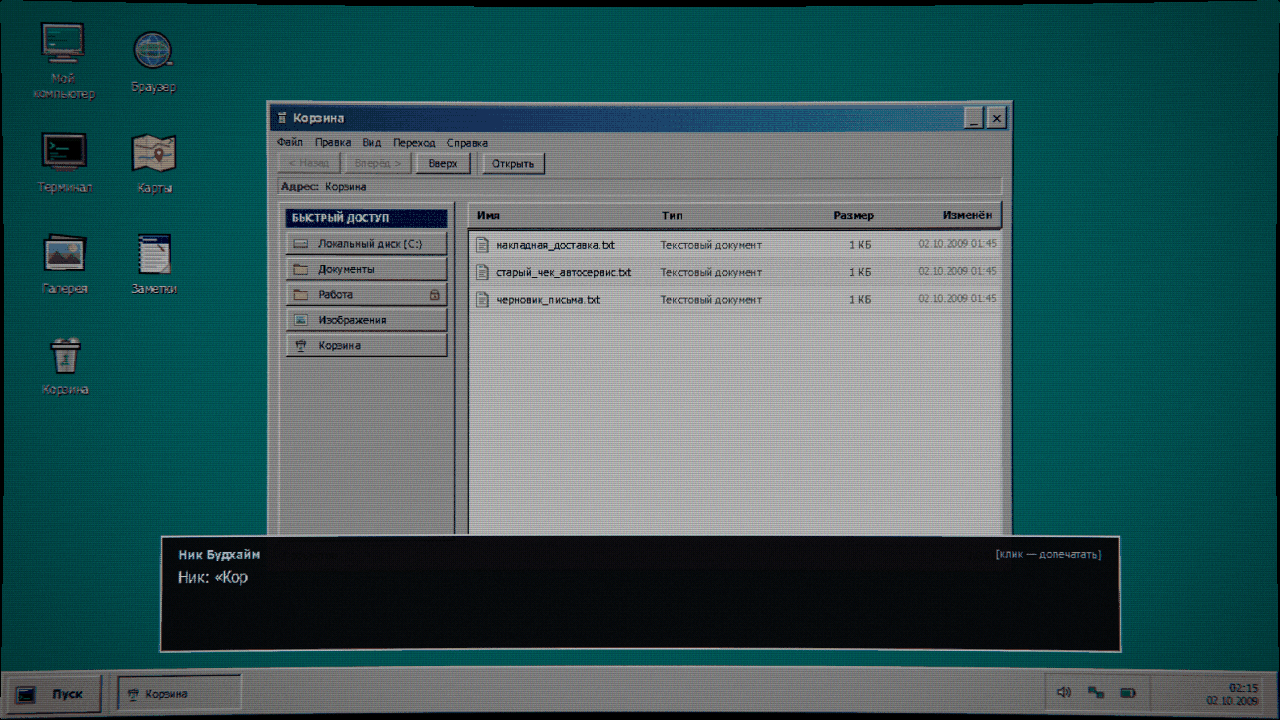 Мой
компьютер
Браузер
Терминал
Карты
Галерея
Заметки
Корзина
Корзина
_ ×
Файл Правка Вид Переход Справка
< Назад Вперёд > Вверх Открыть
Адрес: Корзина
БЫСТРЫЙ ДОСТУП
Локальный диск (C:)
Документы
Работа
Изображения
Корзина
Имя Тип Размер Изменён
накладная_доставка.txt Текстовый документ 1 КБ 02.10.2009 01:45
старый_чек_автосервис.txt Текстовый документ 1 КБ 02.10.2009 01:45
черновик_письма.txt Текстовый документ 1 КБ 02.10.2009 01:45
Ник Будхайм [клик — допечатать]
Ник: «Кор
Пуск Корзина 02:15
02.10.2009